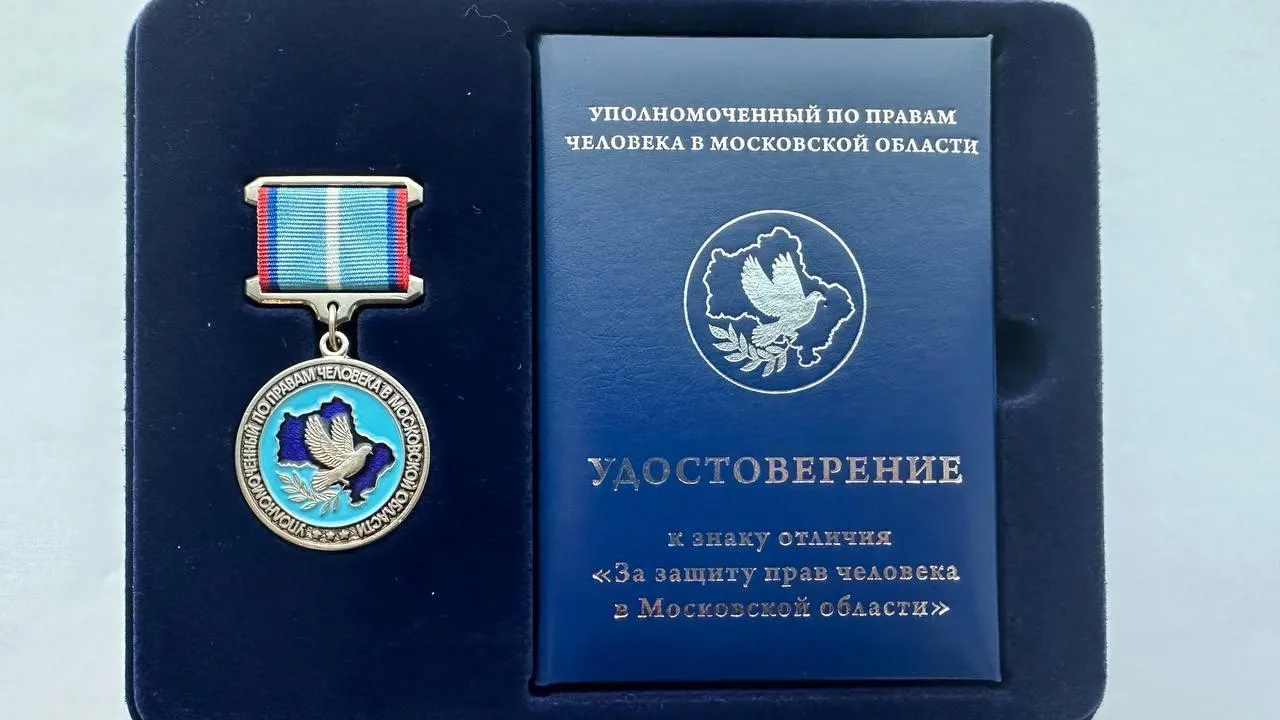 УПОЛНОМОЧЕННЫЙ ПО ПРАВАМ ЧЕЛОВЕКА В МОСКОВСКОЙ ОБЛАСТИ
УПОЛНОМОЧЕННЫЙ ПО ПРАВАМ
ЧЕЛОВЕКА В МОСКОВСКОЙ ОБЛАСТИ
УДОСТОВЕРЕНИЕ
к знаку отличия
«За защиту прав человека
в Московской области»